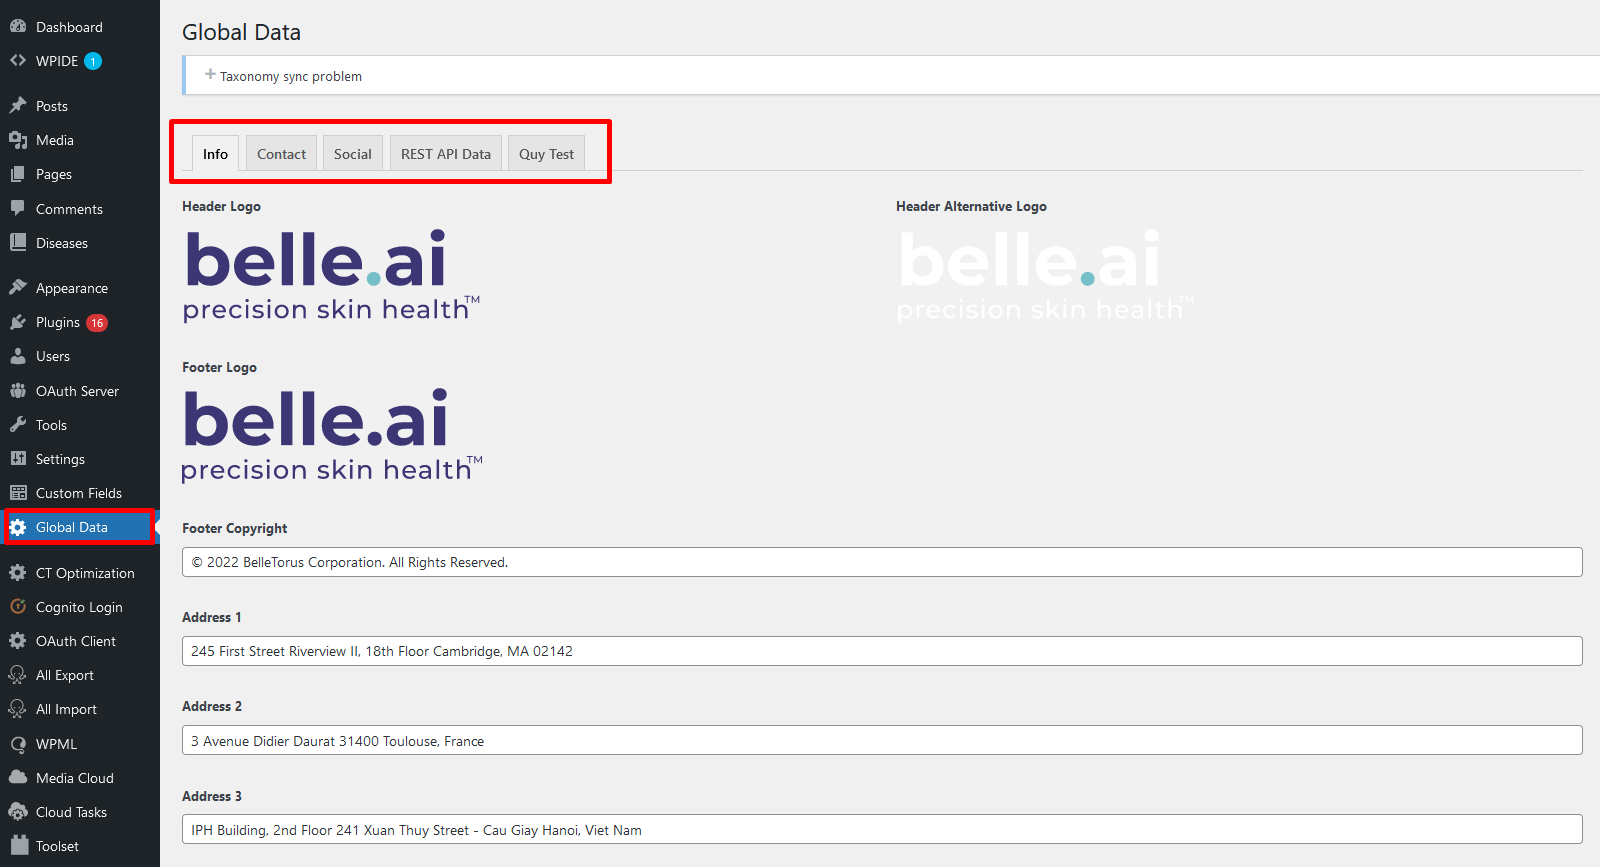 Dashboard
WPIDE 1
Posts
Media
Pages
Comments
Diseases
Appearance
Plugins 16
Users
OAuth Server
Tools
Settings
Custom Fields
Global Data
CT Optimization
Cognito Login
OAuth Client
All Export
All Import
WPML
Media Cloud
Cloud Tasks
Toolset
Global Data
+ Taxonomy sync problem
Info Contact Social REST API Data Quy Test
Header Logo
belle.ai
precision skin health™
Header Alternative Logo
belle.ai
precision skin health™
Footer Logo
belle.ai
precision skin health™
Footer Copyright
© 2022 BelleTorus Corporation. All Rights Reserved.
Address 1
245 First Street Riverview II, 18th Floor Cambridge, MA 02142
Address 2
3 Avenue Didier Daurat 31400 Toulouse, France
Address 3
IPH Building, 2nd Floor 241 Xuan Thuy Street - Cau Giay Hanoi, Viet Nam